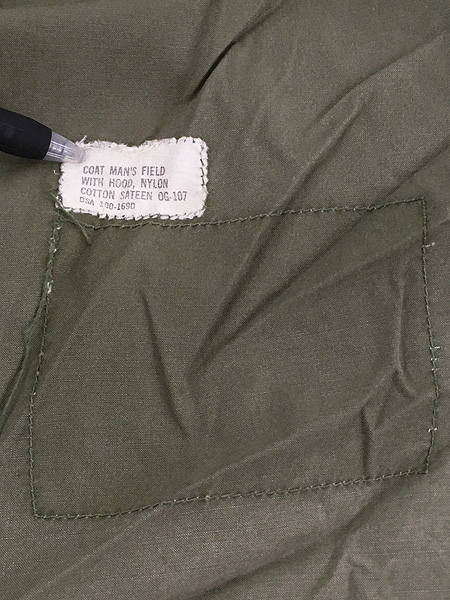 COAT MAN'S FIELD
WITH HOOD, NYLON
COTTON SATEEN OG-107
DSA 100-1690